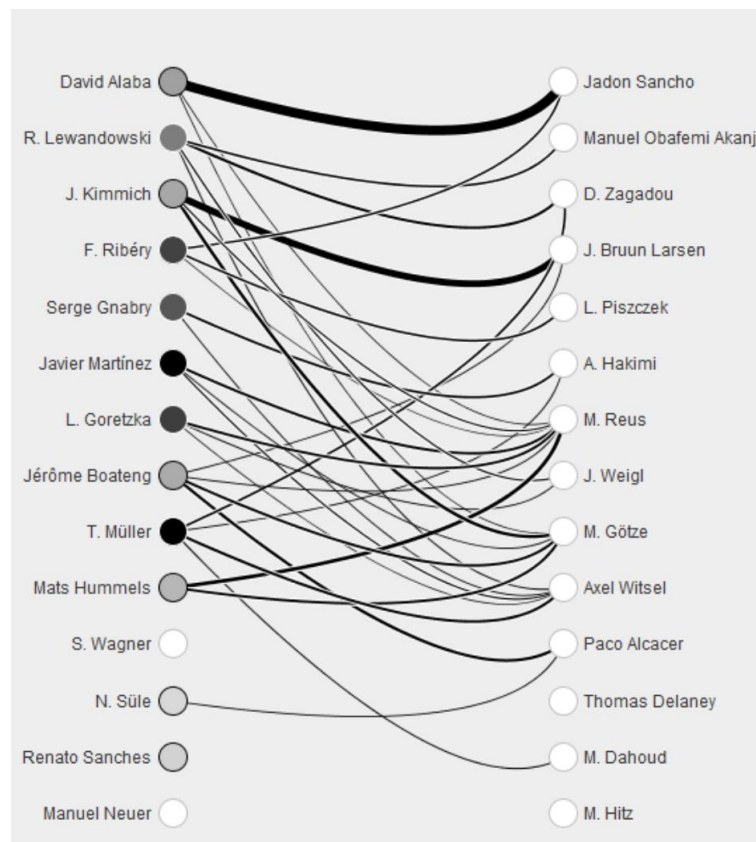 David Alaba
Jadon Sancho
R. Lewandowski
Manuel Obafemi Akanj
J. Kimmich
D. Zagadou
F. Ribéry
J. Bruun Larsen
Serge Gnabry
L. Piszczek
Javier Martínez
A. Hakimi
L. Goretzka
M. Reus
Jérôme Boateng
J. Weigl
T. Müller
M. Götze
Mats Hummels
Axel Witsel
S. Wagner
Paco Alcacer
N. Süle
Thomas Delaney
Renato Sanches
M. Dahoud
Manuel Neuer
M. Hitz